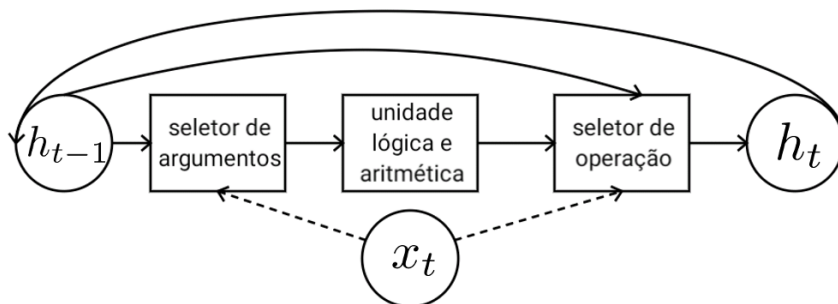 h_{t-1}
seletor de
argumentos
unidade
lógica e
aritmética
seletor de
operação
h_t
x_t